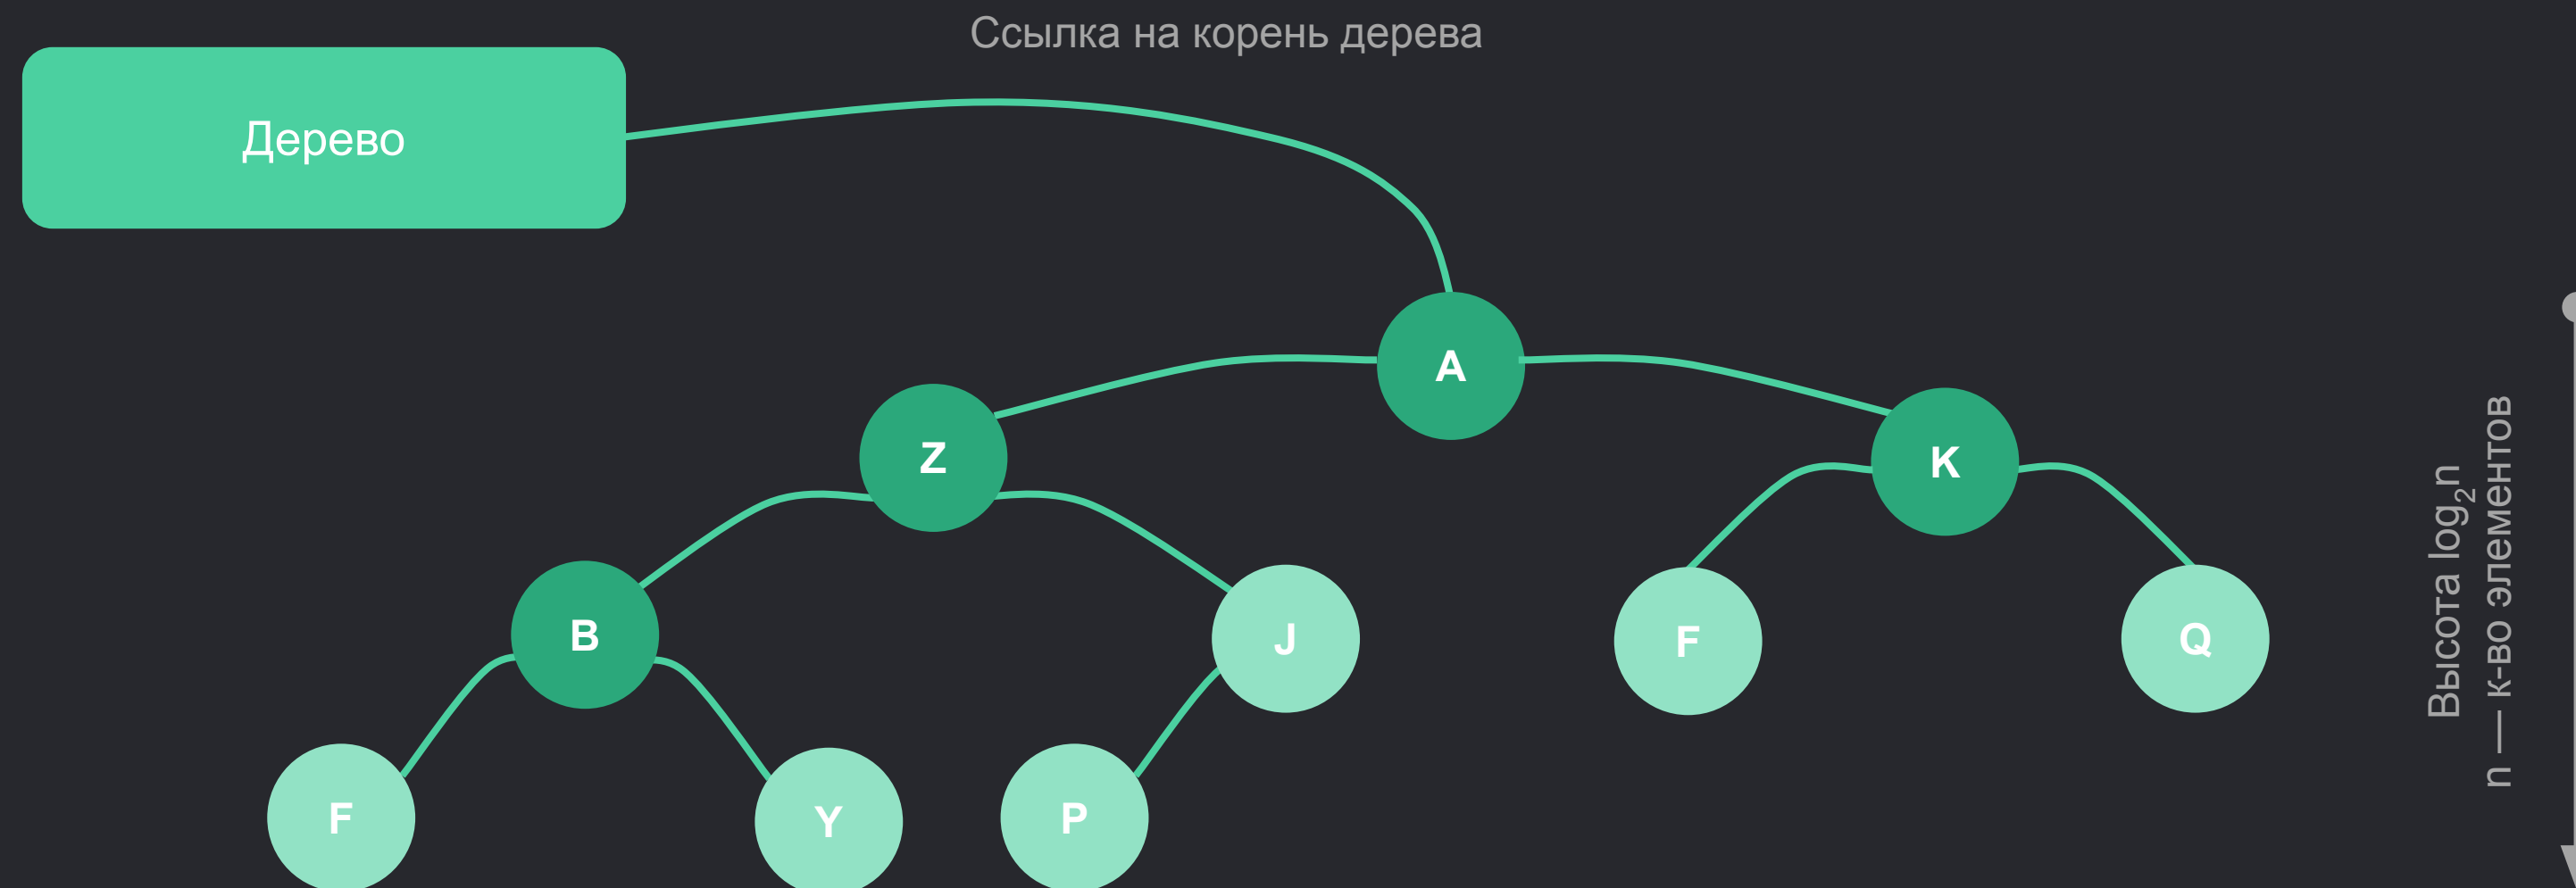 Ссылка на корень дерева
Дерево
A
Z
K
B
J
F
Q
F
Y
P
Высота log₂n
n — к-во элементов